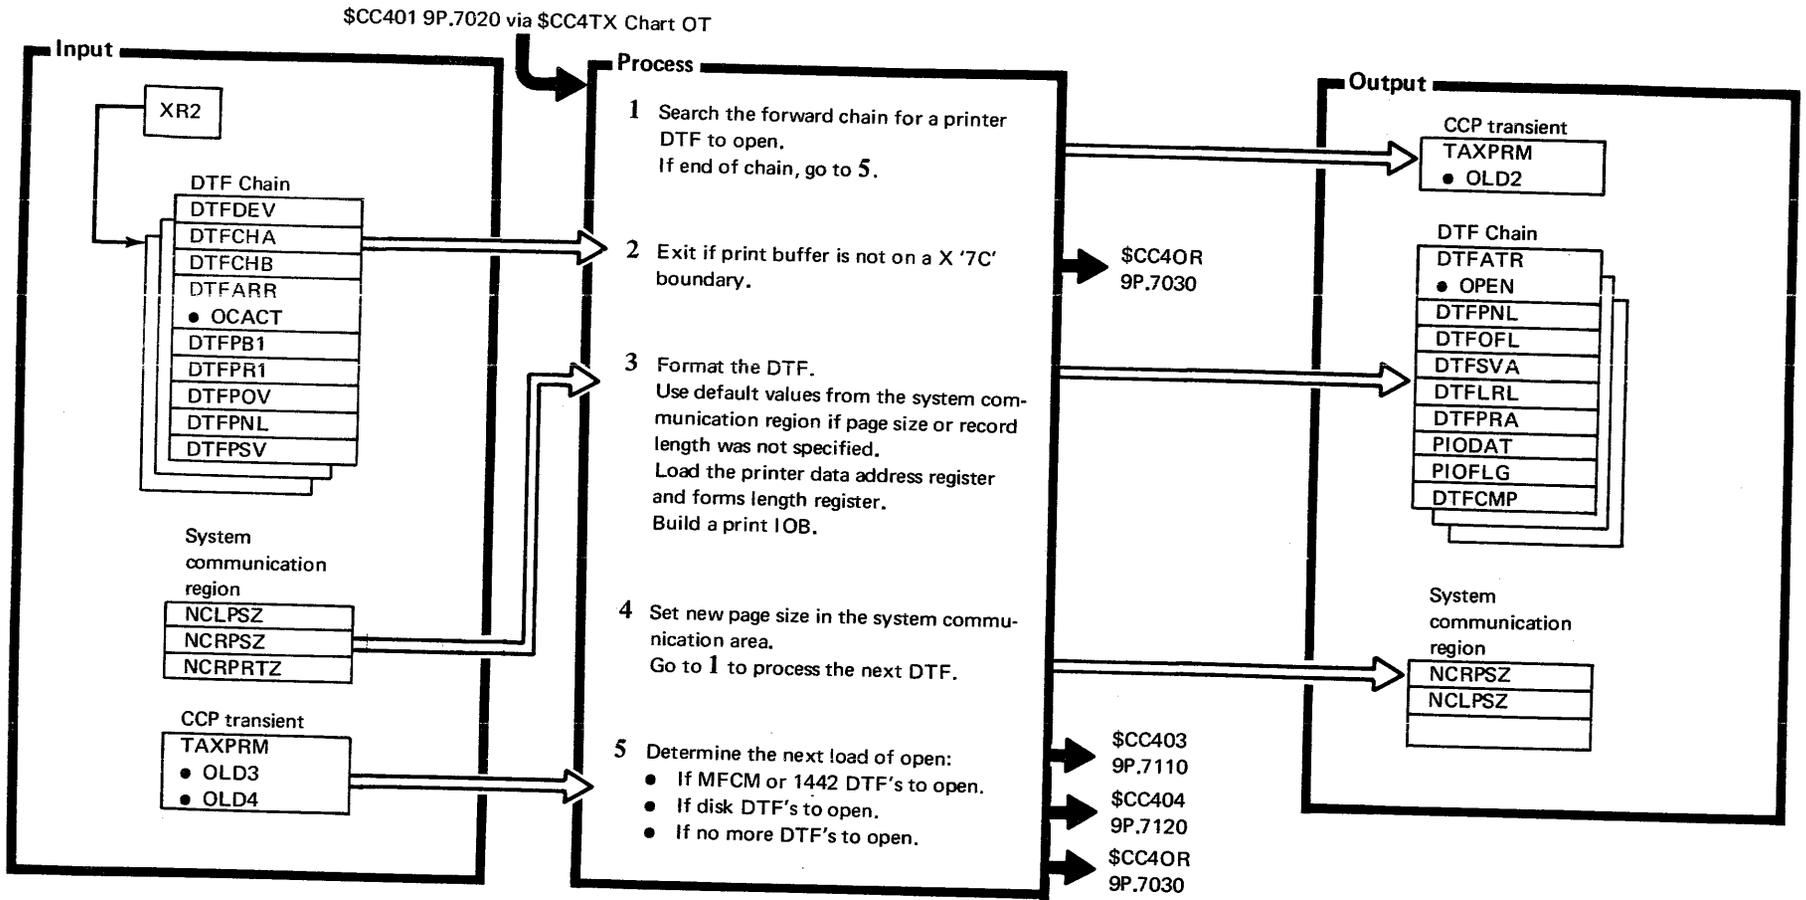 $CC401 9P.7020 via $CC4TX Chart OT
Input
XR2
DTF Chain
DTFDEV
DTFCHA
DTFCHB
DTFARR
● OCACT
DTFPB1
DTFPR1
DTFPOV
DTFPNL
DTFPSV
System
communication
region
NCLPSZ
NCRPSZ
NCRPRTZ
CCP transient
TAXPRM
● OLD3
● OLD4
Process
1 Search the forward chain for a printer
DTF to open.
If end of chain, go to 5.
2 Exit if print buffer is not on a X '7C'
boundary.
3 Format the DTF.
Use default values from the system com-
munication region if page size or record
length was not specified.
Load the printer data address register
and forms length register.
Build a print IOB.
4 Set new page size in the system commu-
nication area.
Go to 1 to process the next DTF.
5 Determine the next load of open:
● If MFCM or 1442 DTF's to open.
● If disk DTF's to open.
● If no more DTF's to open.
$CC4OR
9P.7030
$CC403
9P.7110
$CC404
9P.7120
$CC4OR
9P.7030
Output
CCP transient
TAXPRM
● OLD2
DTF Chain
DTFATR
● OPEN
DTFPNL
DTFOFL
DTFSVA
DTFLRL
DTFPRA
PIODAT
PIOFLG
DTFCMP
System
communication
region
NCRPSZ
NCLPSZ